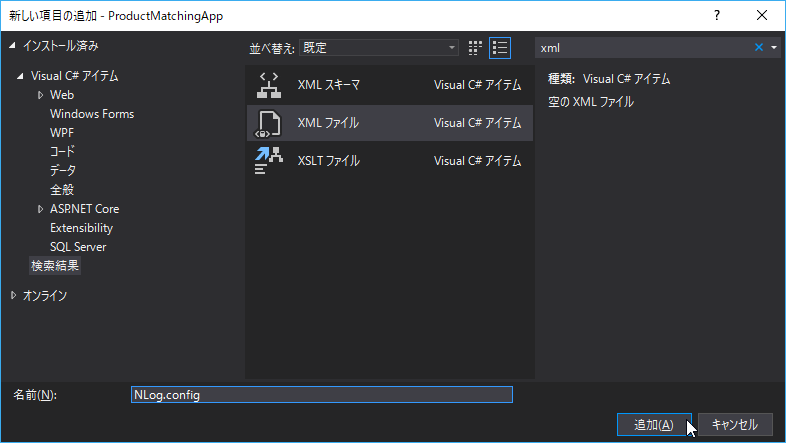 新しい項目の追加 - ProductMatchingApp
インストール済み
並べ替え: 既定
xml
Visual C# アイテム
Web
Windows Forms
WPF
コード
データ
全般
ASP.NET Core
Extensibility
SQL Server
検索結果
オンライン
XML スキーマ Visual C# アイテム
XML ファイル Visual C# アイテム
XSLT ファイル Visual C# アイテム
種類: Visual C# アイテム
空の XML ファイル
名前(N): NLog.config
追加(A) キャンセル